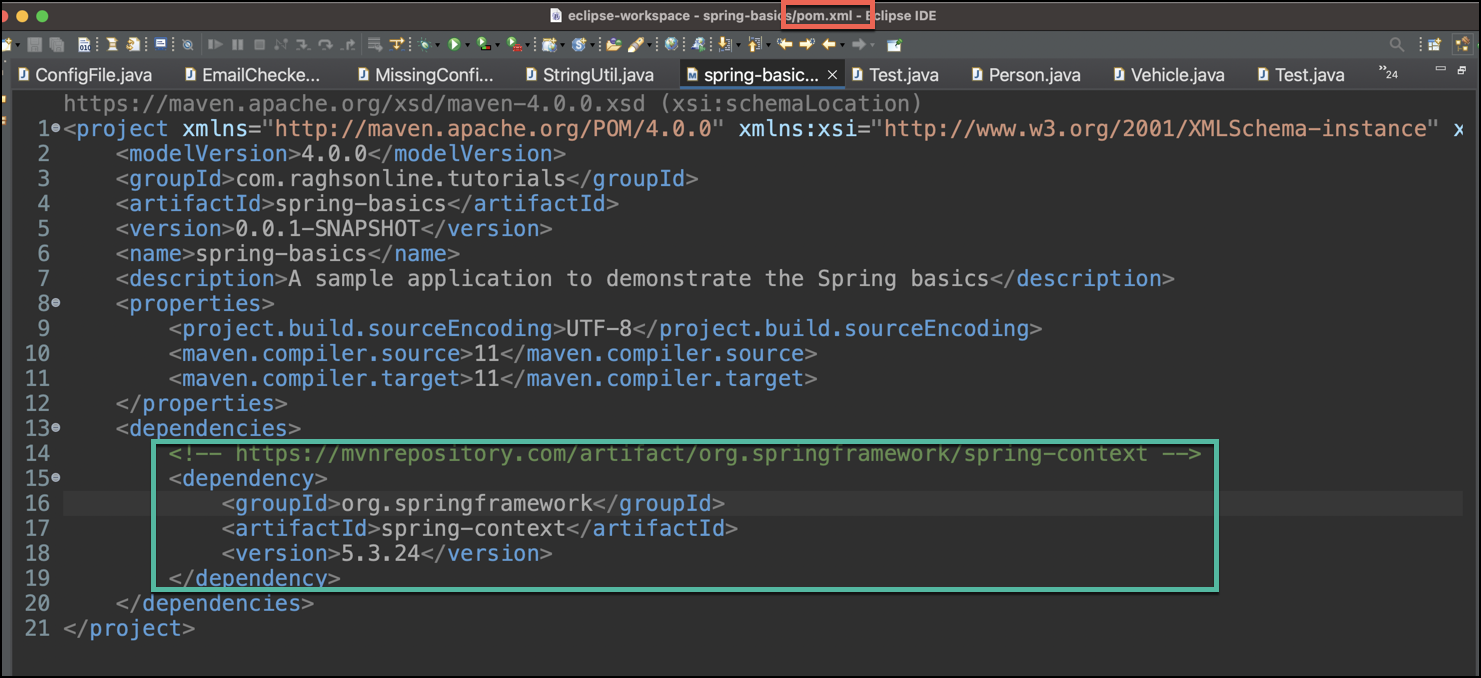 eclipse-workspace - spring-basics/pom.xml - Eclipse IDE
ConfigFile.java EmailChecke... MissingConfi... StringUtil.java spring-basic... Test.java Person.java Vehicle.java Test.java »24
https://maven.apache.org/xsd/maven-4.0.0.xsd (xsi:schemaLocation)
1 <project xmlns="http://maven.apache.org/POM/4.0.0" xmlns:xsi="http://www.w3.org/2001/XMLSchema-instance" x
2 <modelVersion>4.0.0</modelVersion>
3 <groupId>com.raghsonline.tutorials</groupId>
4 <artifactId>spring-basics</artifactId>
5 <version>0.0.1-SNAPSHOT</version>
6 <name>spring-basics</name>
7 <description>A sample application to demonstrate the Spring basics</description>
8 <properties>
9 <project.build.sourceEncoding>UTF-8</project.build.sourceEncoding>
10 <maven.compiler.source>11</maven.compiler.source>
11 <maven.compiler.target>11</maven.compiler.target>
12 </properties>
13 <dependencies>
14 <!-- https://mvnrepository.com/artifact/org.springframework/spring-context -->
15 <dependency>
16 <groupId>org.springframework</groupId>
17 <artifactId>spring-context</artifactId>
18 <version>5.3.24</version>
19 </dependency>
20 </dependencies>
21 </project>